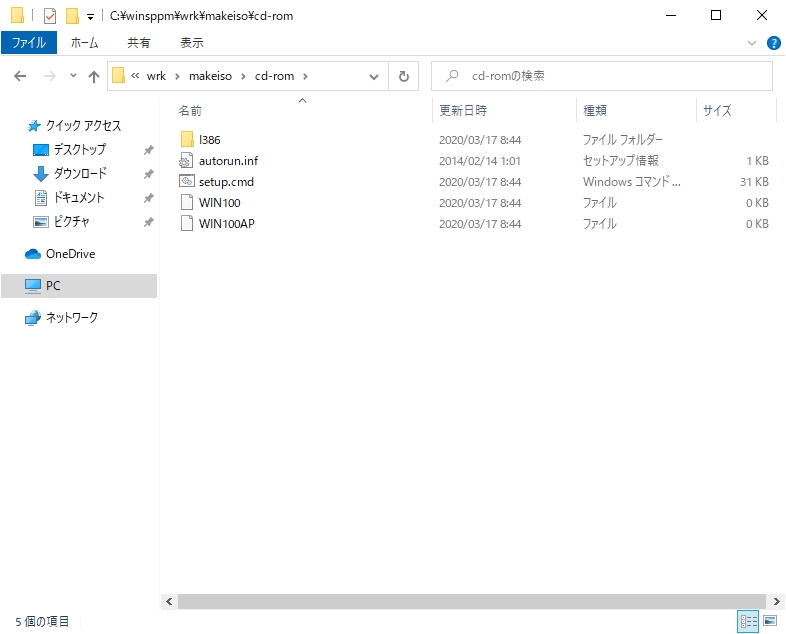 C:¥winsppm¥wrk¥makeiso¥cd-rom
ファイル ホーム 共有 表示
« wrk › makeiso › cd-rom › cd-romの検索
名前 更新日時 種類 サイズ
クイック アクセス
デスクトップ
ダウンロード
ドキュメント
ピクチャ
OneDrive
PC
ネットワーク
I386 2020/03/17 8:44 ファイル フォルダー
autorun.inf 2014/02/14 1:01 セットアップ情報 1 KB
setup.cmd 2020/03/17 8:44 Windows コマンド ... 31 KB
WIN100 2020/03/17 8:44 ファイル 0 KB
WIN100AP 2020/03/17 8:44 ファイル 0 KB
5 個の項目